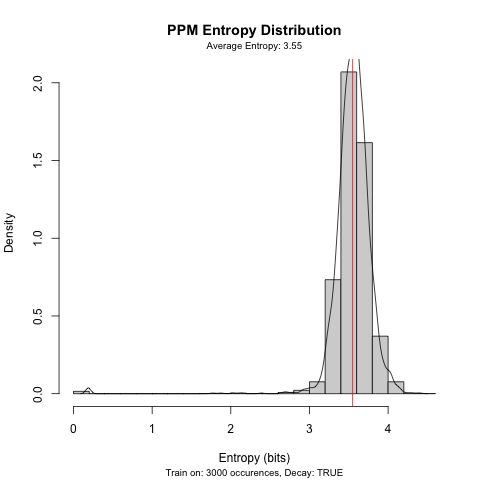 PPM Entropy Distribution
Average Entropy: 3.55
Density
2.0
1.5
1.0
0.5
0.0
0 1 2 3 4
Entropy (bits)
Train on: 3000 occurences, Decay: TRUE